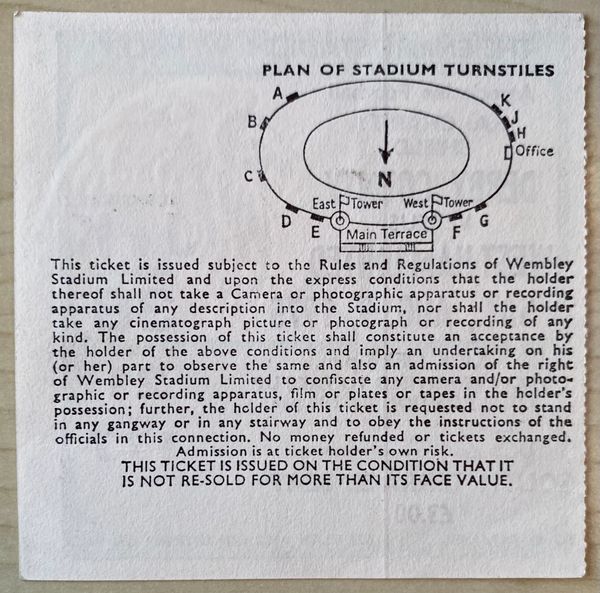 PLAN OF STADIUM TURNSTILES
A
B
C
D
E
F
G
K
J
H
Office
N
East Tower
West Tower
Main Terrace
This ticket is issued subject to the Rules and Regulations of Wembley
Stadium Limited and upon the express conditions that the holder
thereof shall not take a Camera or photographic apparatus or recording
apparatus of any description into the Stadium, nor shall the holder
take any cinematograph picture or photograph or recording of any
kind. The possession of this ticket shall constitute an acceptance by
the holder of the above conditions and imply an undertaking on his
(or her) part to observe the same and also an admission of the right
of Wembley Stadium Limited to confiscate any camera and/or photo-
graphic or recording apparatus, film or plates or tapes in the holder's
possession; further, the holder of this ticket is requested not to stand
in any gangway or in any stairway and to obey the instructions of the
officials in this connection. No money refunded or tickets exchanged.
Admission is at ticket holder's own risk.
THIS TICKET IS ISSUED ON THE CONDITION THAT IT
IS NOT RE-SOLD FOR MORE THAN ITS FACE VALUE.